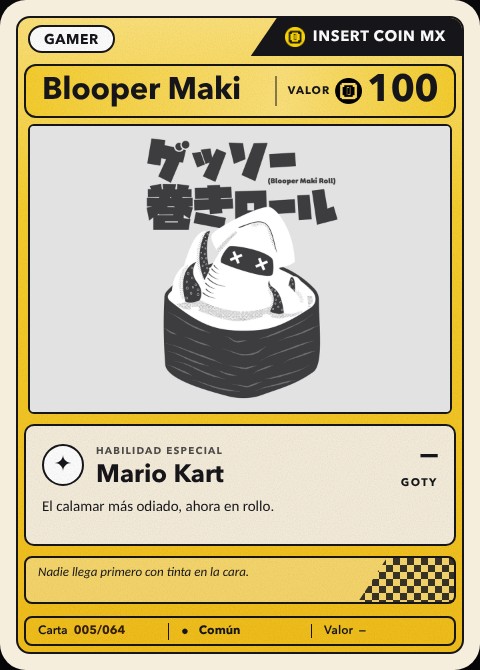 GAMER
INSERT COIN MX
Blooper Maki
VALOR 100
ゲッソー
(Blooper Maki Roll)
巻きロール
HABILIDAD ESPECIAL
Mario Kart
–
GOTY
El calamar más odiado, ahora en rollo.
Nadie llega primero con tinta en la cara.
Carta 005/064 • Común Valor –